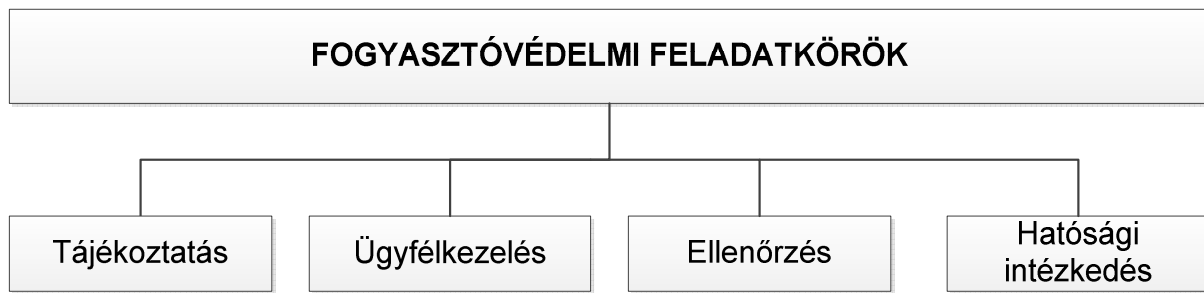 FOGYASZTÓVÉDELMI FELADATKÖRÖK
Tájékoztatás
Ügyfélkezelés
Ellenőrzés
Hatósági
intézkedés